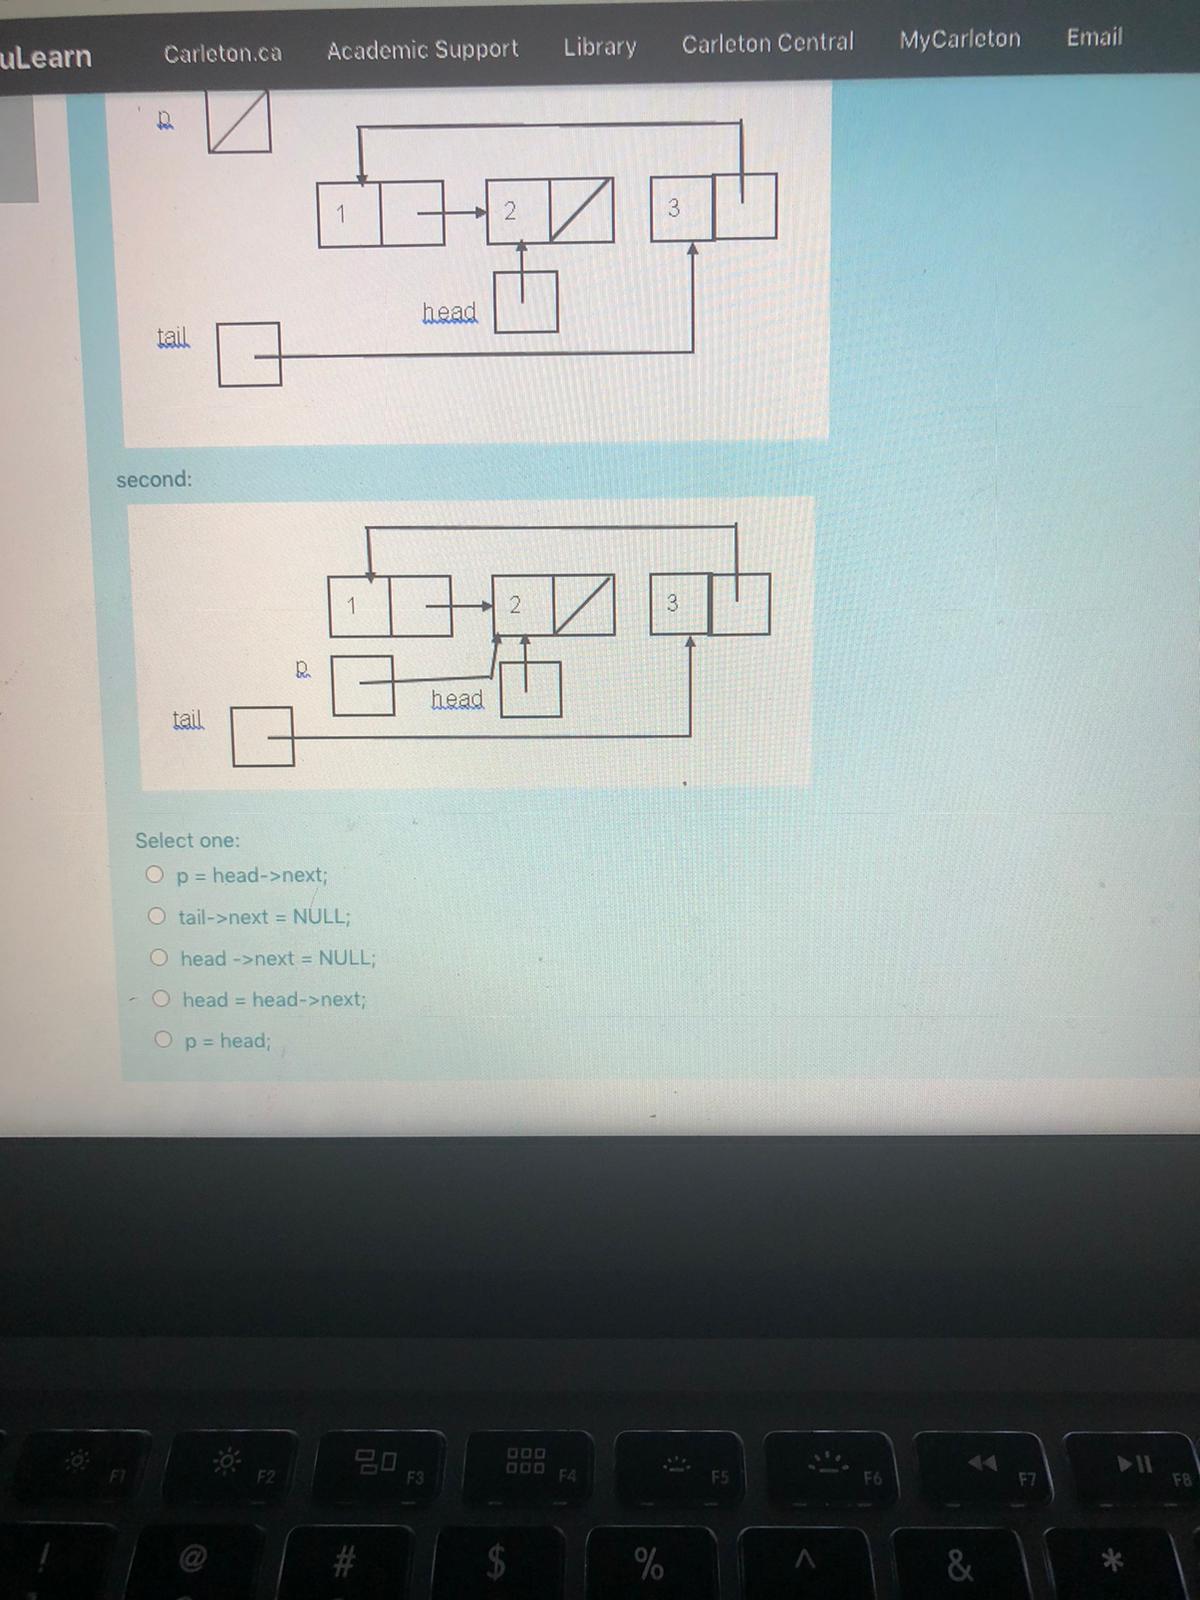 uLearn Carleton.ca Academic Support Library Carleton Central MyCarleton Email
p
1 2 3
head
tail
second:
1 2 3
p
head
tail
Select one:
p = head->next;
tail->next = NULL;
head ->next = NULL;
head = head->next;
p = head;
F1 F2 F3 F4 F5 F6 F7 F8
! @ # $ % ^ & *